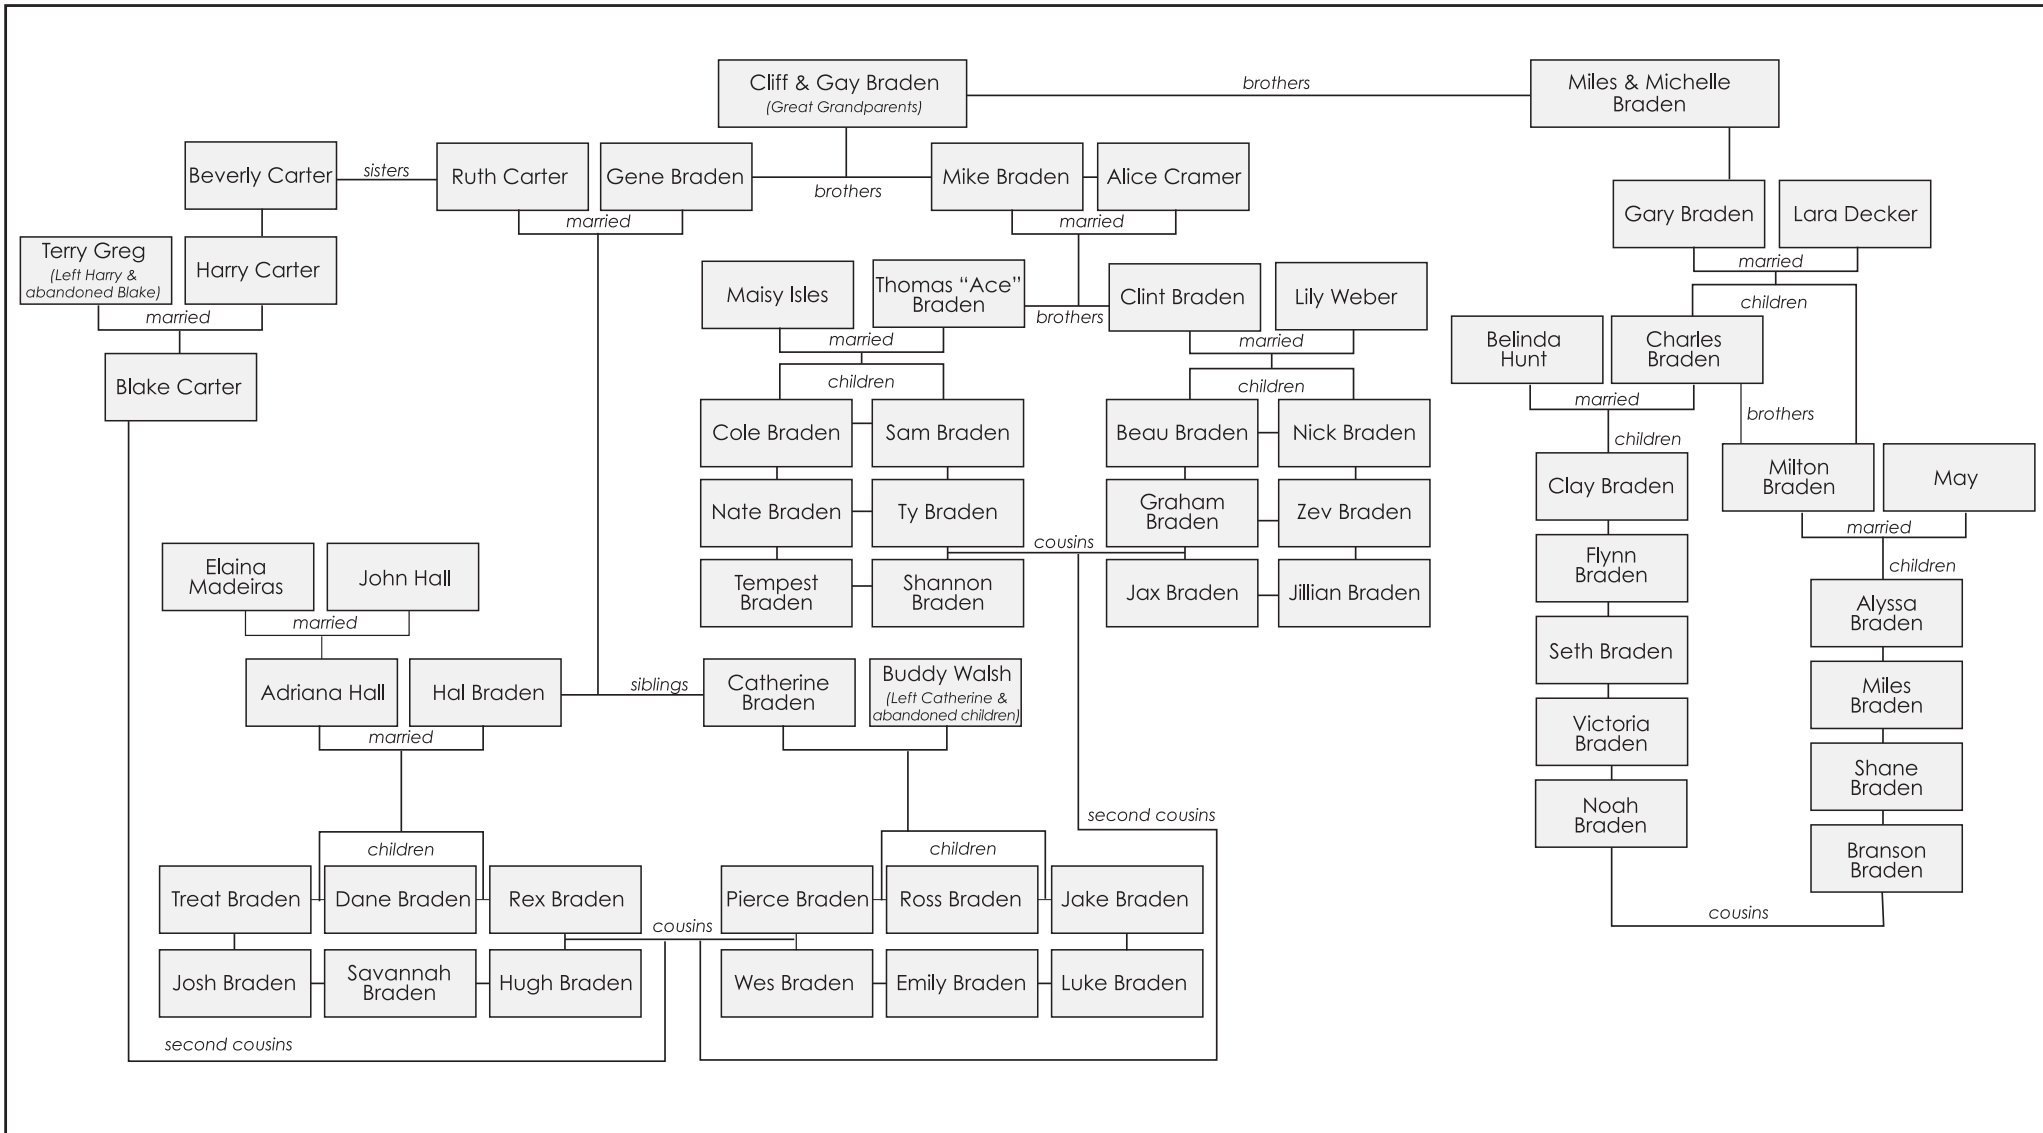 Cliff & Gay Braden
(Great Grandparents)
brothers
Miles & Michelle
Braden
Beverly Carter
sisters
Ruth Carter
Gene Braden
brothers
Mike Braden
Alice Cramer
married
married
Gary Braden
Lara Decker
married
children
Terry Greg
(Left Harry &
abandoned Blake)
Harry Carter
married
Blake Carter
Maisy Isles
Thomas “Ace”
Braden
brothers
Clint Braden
Lily Weber
married
children
married
children
Belinda
Hunt
Charles
Braden
married
brothers
children
Cole Braden
Sam Braden
Beau Braden
Nick Braden
Nate Braden
Ty Braden
Graham
Braden
Zev Braden
cousins
Tempest
Braden
Shannon
Braden
Jax Braden
Jillian Braden
Clay Braden
Flynn
Braden
Seth Braden
Victoria
Braden
Noah
Braden
Milton
Braden
May
married
children
Alyssa
Braden
Miles
Braden
Shane
Braden
Branson
Braden
cousins
Elaina
Madeiras
John Hall
married
Adriana Hall
Hal Braden
siblings
Catherine
Braden
Buddy Walsh
(Left Catherine &
abandoned children)
married
second cousins
children
children
Treat Braden
Dane Braden
Rex Braden
Pierce Braden
Ross Braden
Jake Braden
cousins
Josh Braden
Savannah
Braden
Hugh Braden
Wes Braden
Emily Braden
Luke Braden
second cousins